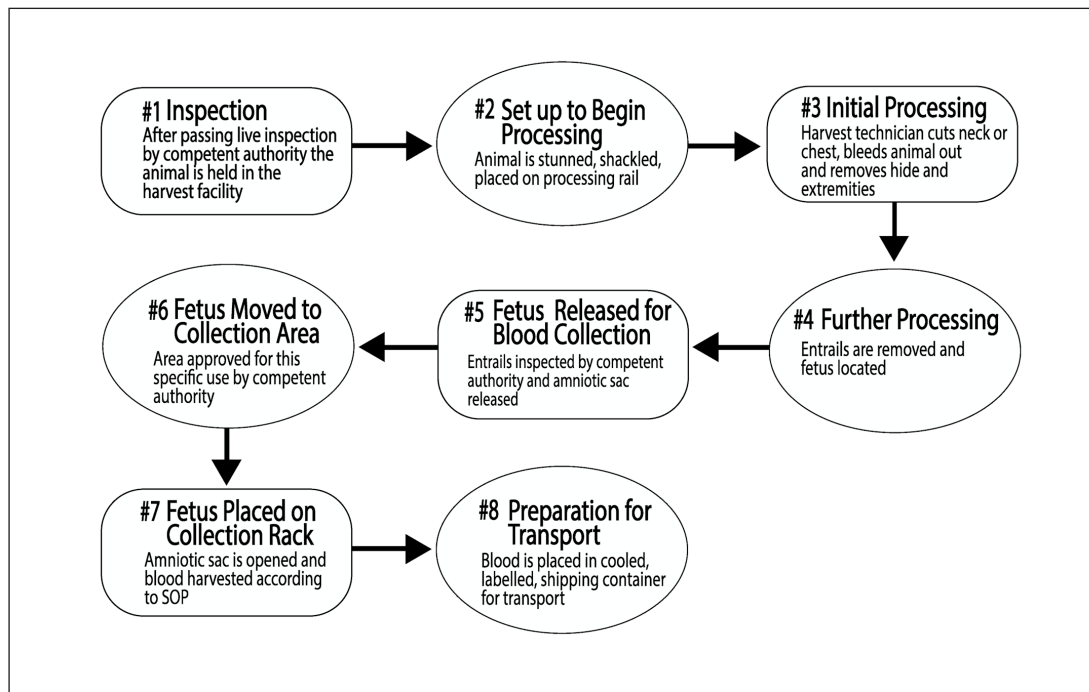 #1 Inspection
After passing live inspection
by competent authority the
animal is held in the
harvest facility
#2 Set up to Begin
Processing
Animal is stunned, shackled,
placed on processing rail
#3 Initial Processing
Harvest technician cuts neck or
chest, bleeds animal out
and removes hide and
extremities
#4 Further Processing
Entrails are removed and
fetus located
#5 Fetus Released for
Blood Collection
Entrails inspected by competent
authority and amniotic sac
released
#6 Fetus Moved to
Collection Area
Area approved for this
specific use by competent
authority
#7 Fetus Placed on
Collection Rack
Amniotic sac is opened and
blood harvested according
to SOP
#8 Preparation for
Transport
Blood is placed in cooled,
labelled, shipping container
for transport